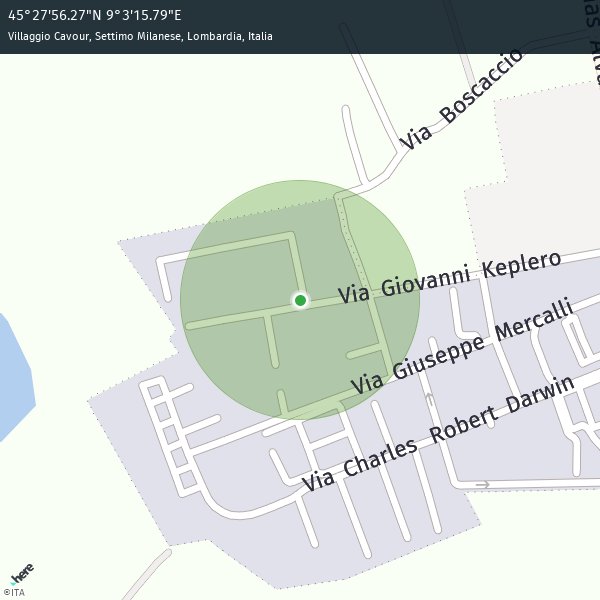 45°27'56.27"N 9°3'15.79"E
Villaggio Cavour, Settimo Milanese, Lombardia, Italia
Via Boscaccio
Via Giovanni Keplero
Via Giuseppe Mercalli
Via Charles Robert Darwin
here
©ITA